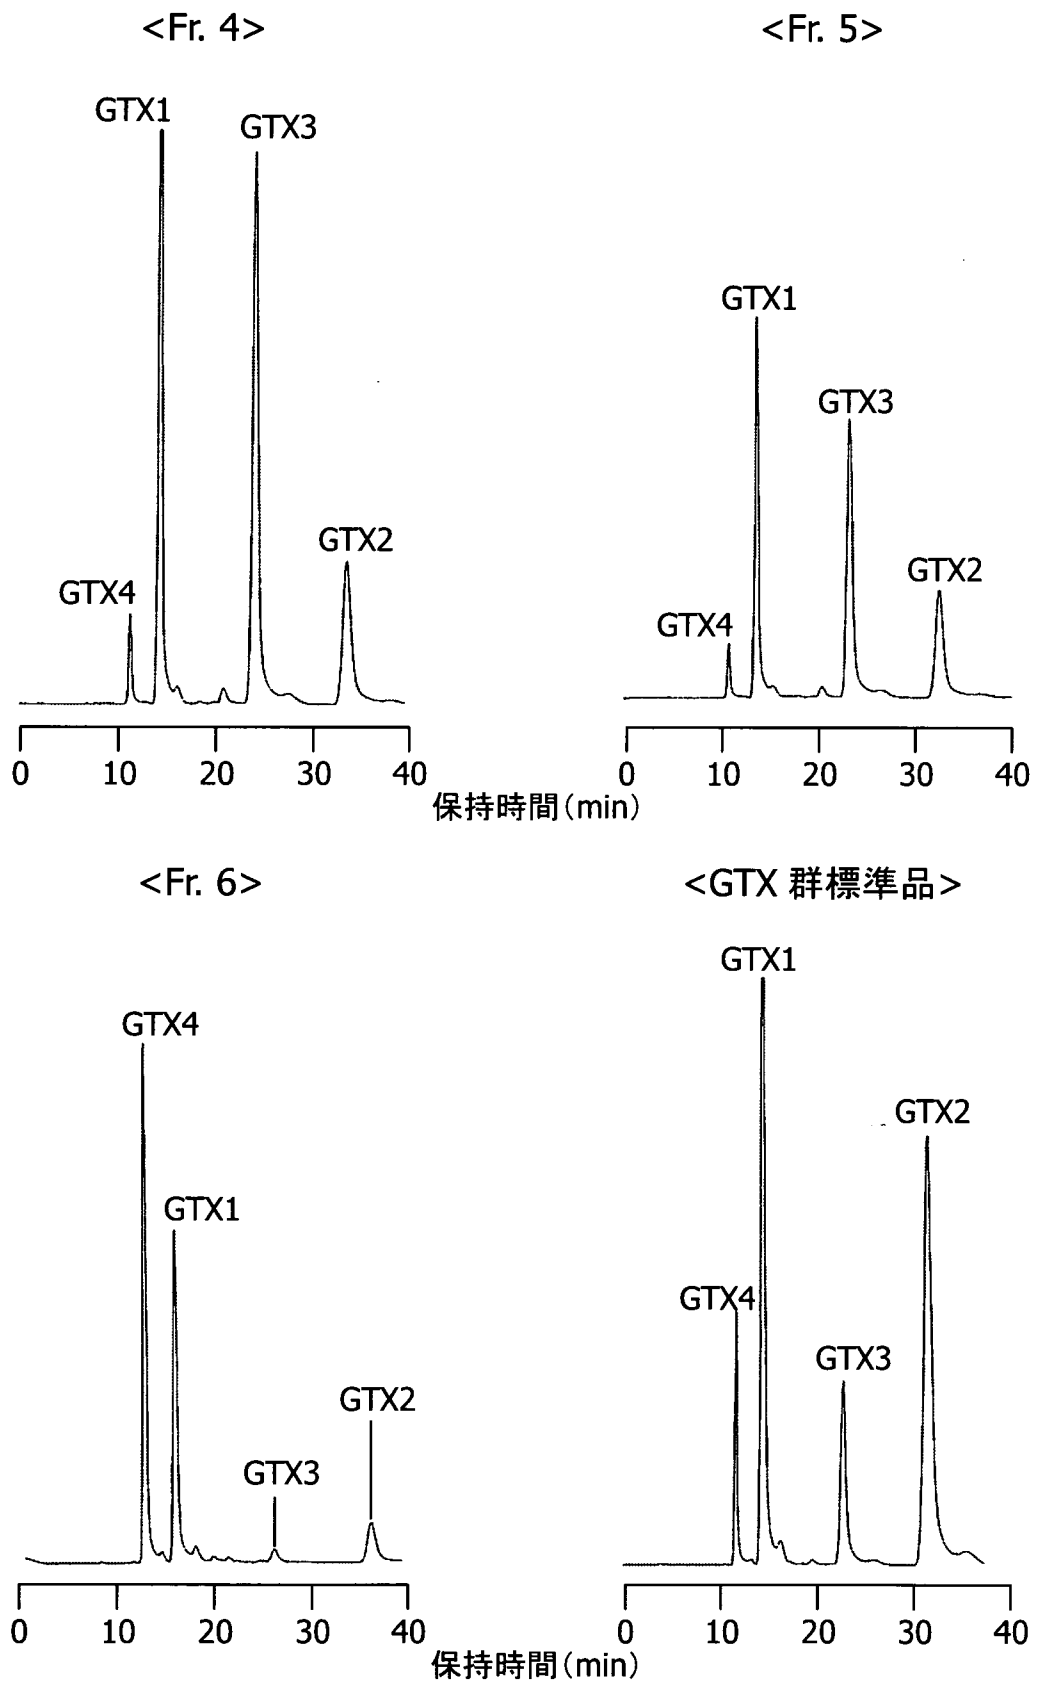 <Fr. 4>
<Fr. 5>
GTX1
GTX3
GTX2
GTX4
GTX1
GTX3
GTX2
GTX4
0 10 20 30 40
0 10 20 30 40
保持時間(min)
<Fr. 6>
<GTX 群標準品>
GTX4
GTX1
GTX2
GTX3
GTX1
GTX2
GTX4
GTX3
0 10 20 30 40
0 10 20 30 40
保持時間(min)